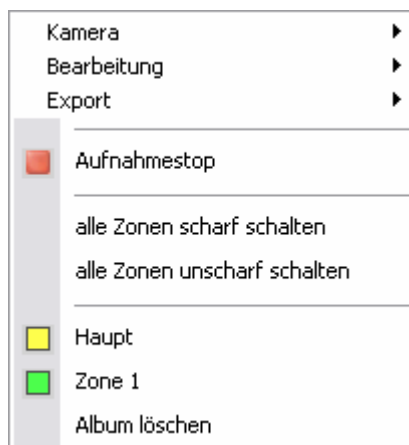 Kamera
Bearbeitung
Export
Aufnahmestop
alle Zonen scharf schalten
alle Zonen unscharf schalten
Haupt
Zone 1
Album löschen